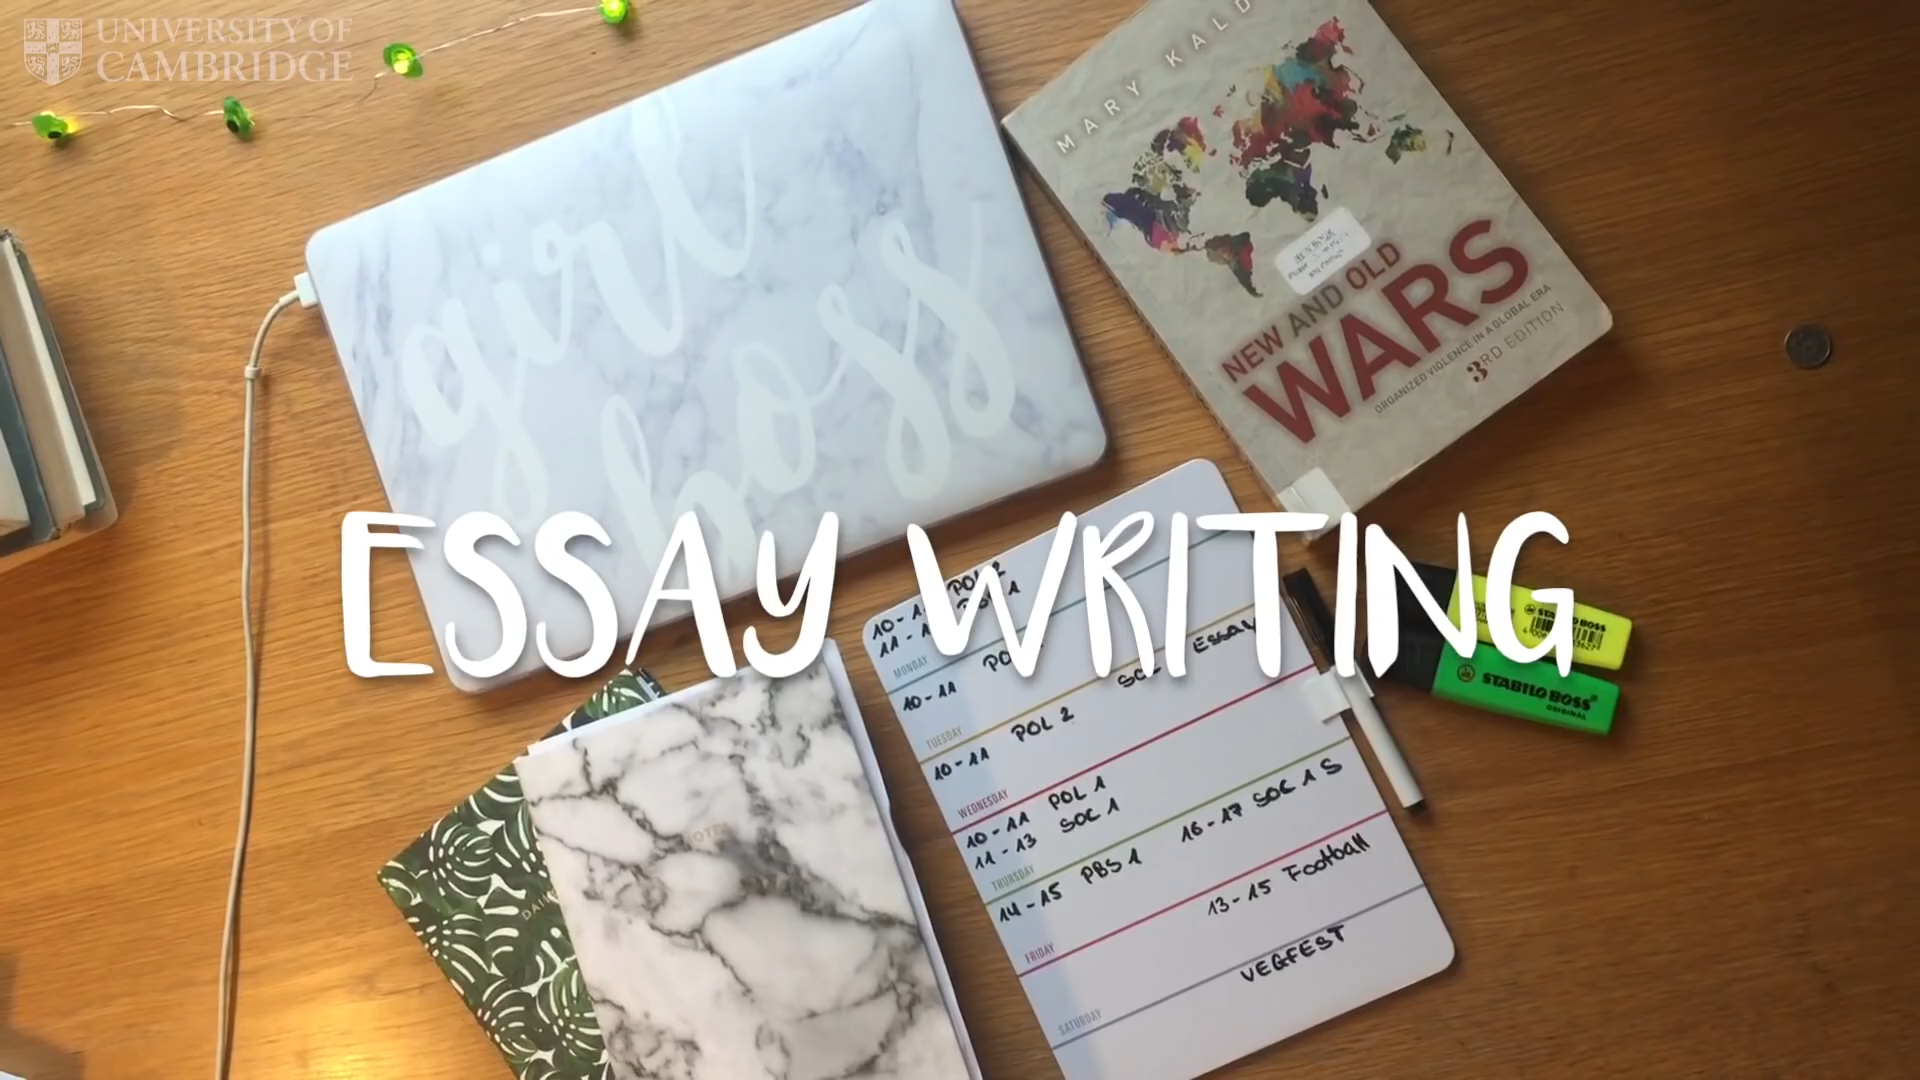 UNIVERSITY OF
CAMBRIDGE
girl
boss
MARY KALD
NEW AND OLD
WARS
ORGANIZED VIOLENCE IN A GLOBAL ERA
3RD EDITION
ESSAY WRITING
POL 2
10 -
11 -
MONDAY
10 - 11
SOC ESSAY
TUESDAY
10 - 11 POL 2
WEDNESDAY
10 - 11 POL 1
11 - 13 SOC 1
16 - 17 SOC 1 S
THURSDAY
14 - 15 PBS 1
13 - 15 Football
FRIDAY
VEGFEST
SATURDAY
STABILO BOSS
STABILO BOSS
ORIGINAL
NOTES